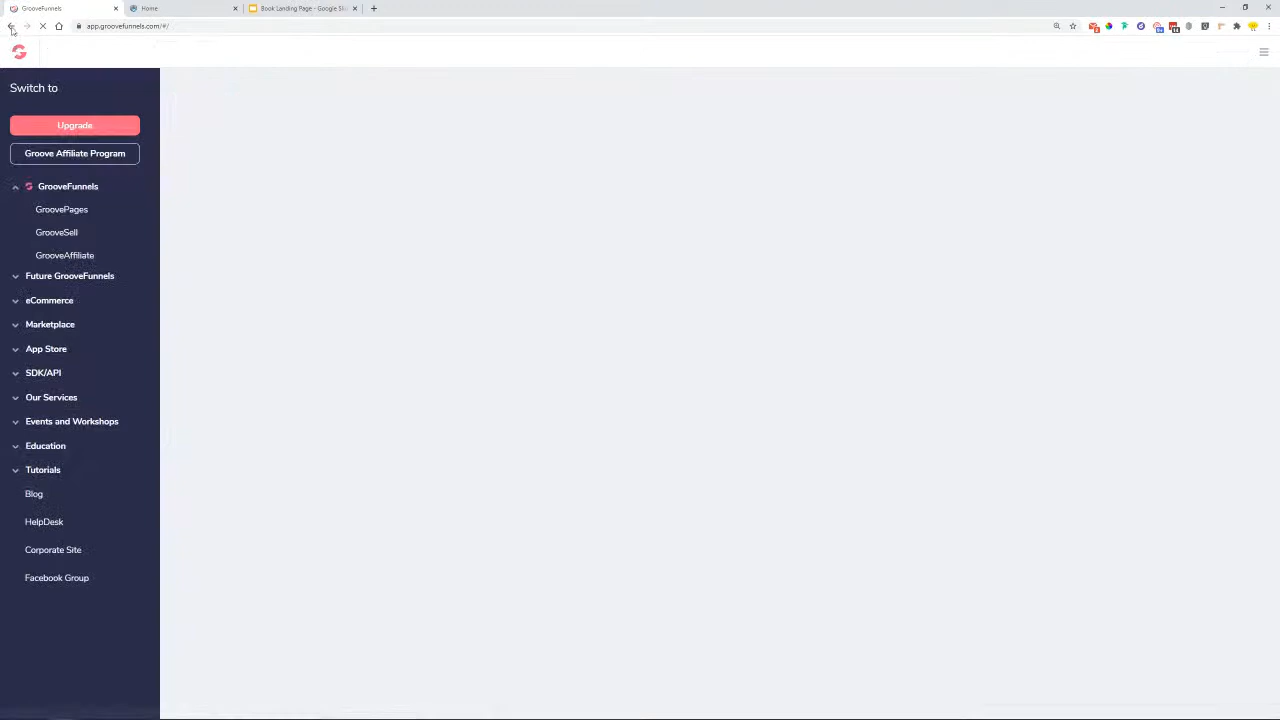 GrooveFunnels
Home
Book Landing Page - Google Sli
app.groovefunnels.com/#/
Switch to
Upgrade
Groove Affiliate Program
GrooveFunnels
GroovePages
GrooveSell
GrooveAffiliate
Future GrooveFunnels
eCommerce
Marketplace
App Store
SDK/API
Our Services
Events and Workshops
Education
Tutorials
Blog
HelpDesk
Corporate Site
Facebook Group